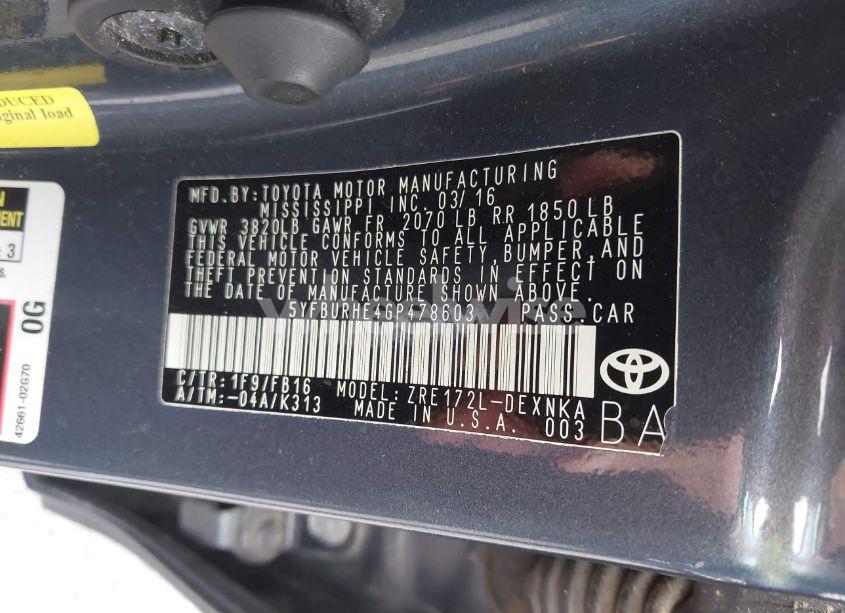 DUCED
ginal load
N
EMENT
3
s.
0G
42661-02G70
MFD.BY:TOYOTA MOTOR MANUFACTURING
MISSISSIPPI INC. 03/16
GVWR 3820LB GAWR FR 2070 LB RR 1850 LB
THIS VEHICLE CONFORMS TO ALL APPLICABLE
FEDERAL MOTOR VEHICLE SAFETY,BUMPER,AND
THEFT PREVENTION STANDARDS IN EFFECT ON
THE DATE OF MANUFACTURE SHOWN ABOVE.
5YFBURHE4GP478603 PASS.CAR
C/TR:1F9/FB16 MODEL:ZRE172L-DEXNKA
A/TM:-04A/K313 MADE IN U.S.A. 003
BA